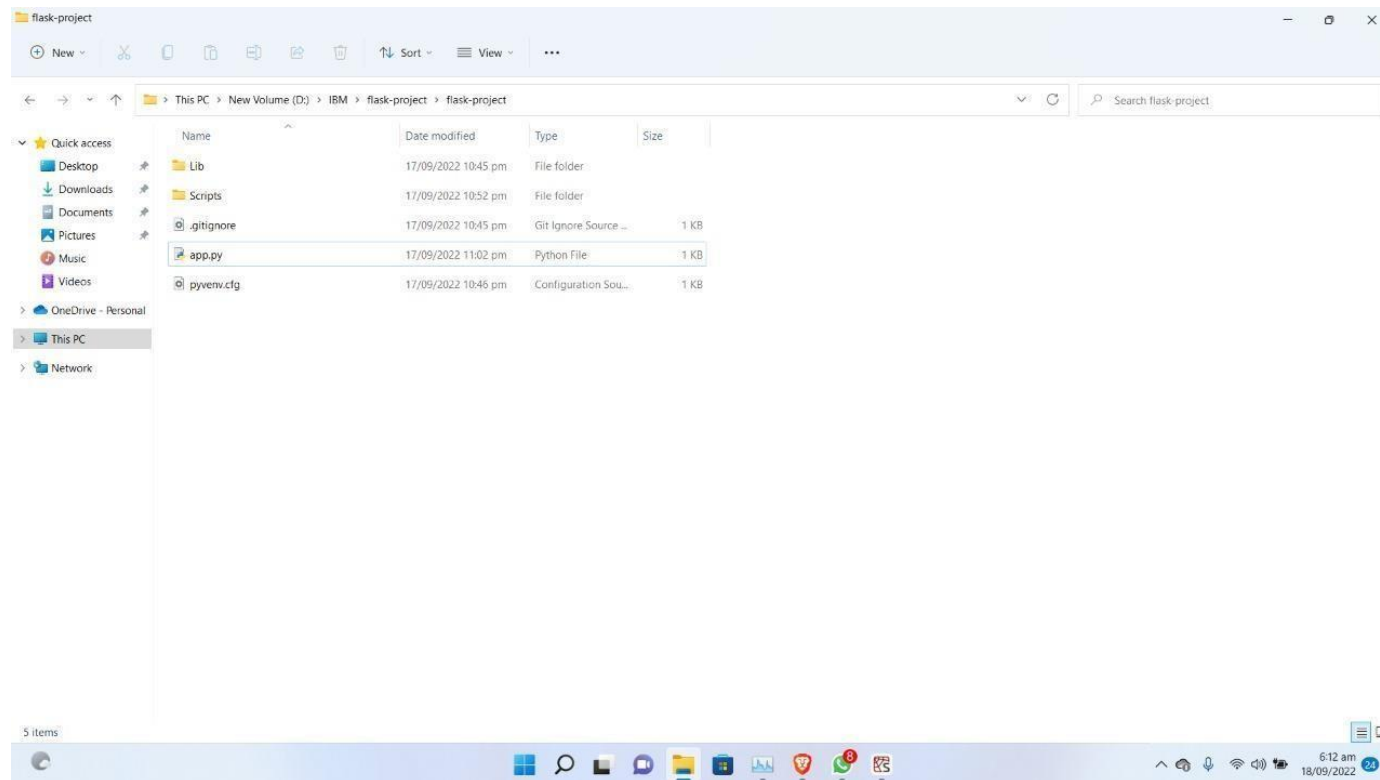 flask-project
New
Sort
View
This PC > New Volume (D:) > IBM > flask-project > flask-project
Search flask-project
Quick access
Desktop
Downloads
Documents
Pictures
Music
Videos
OneDrive - Personal
This PC
Network
Name Date modified Type Size
Lib 17/09/2022 10:45 pm File folder
Scripts 17/09/2022 10:52 pm File folder
.gitignore 17/09/2022 10:45 pm Git Ignore Source ... 1 KB
app.py 17/09/2022 11:02 pm Python File 1 KB
pyvenv.cfg 17/09/2022 10:46 pm Configuration Sou... 1 KB
5 items
8
6:12 am
18/09/2022
24